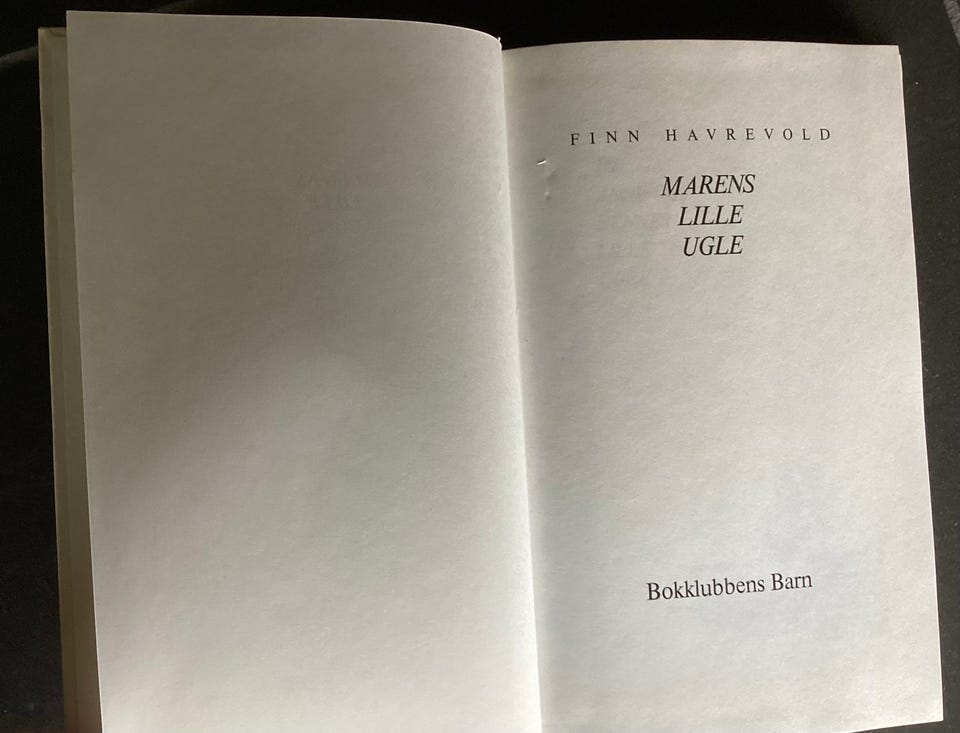 FINN HAVREVOLD
MARENS
LILLE
UGLE
Bokklubbens Barn